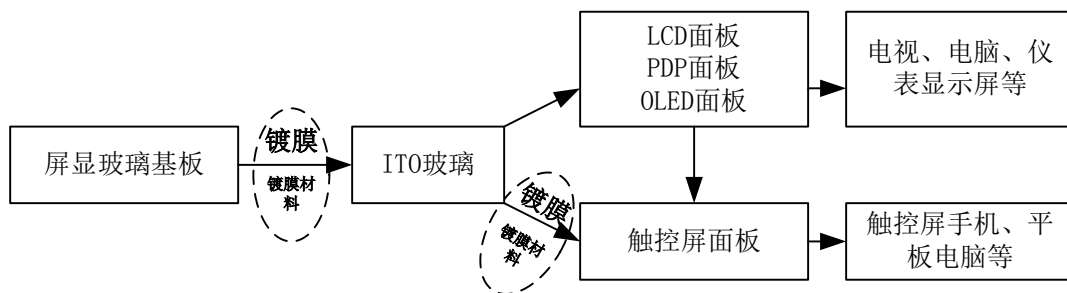 屏显玻璃基板
镀膜
镀膜材
料
ITO玻璃
LCD面板
PDP面板
OLED面板
电视、电脑、仪
表显示屏等
镀膜
镀膜材
料
触控屏面板
触控屏手机、平
板电脑等